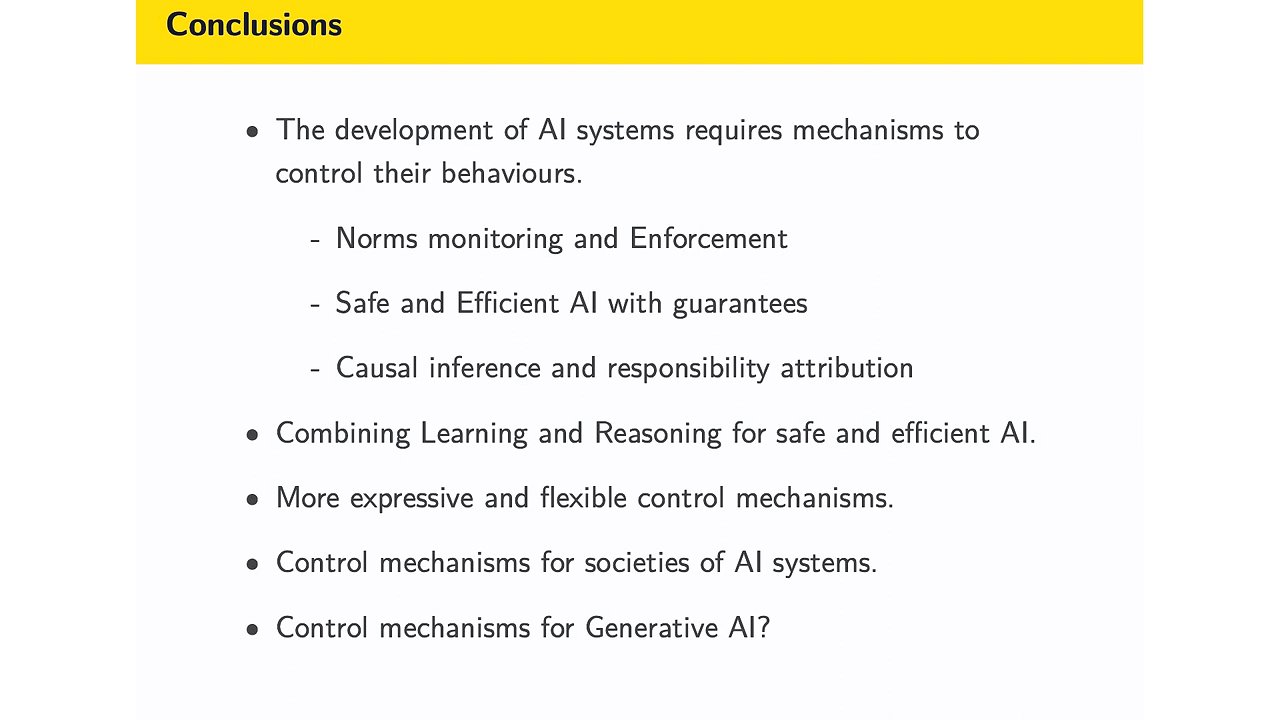 Conclusions
• The development of AI systems requires mechanisms to
control their behaviours.
- Norms monitoring and Enforcement
- Safe and Efficient AI with guarantees
- Causal inference and responsibility attribution
• Combining Learning and Reasoning for safe and efficient AI.
• More expressive and flexible control mechanisms.
• Control mechanisms for societies of AI systems.
• Control mechanisms for Generative AI?